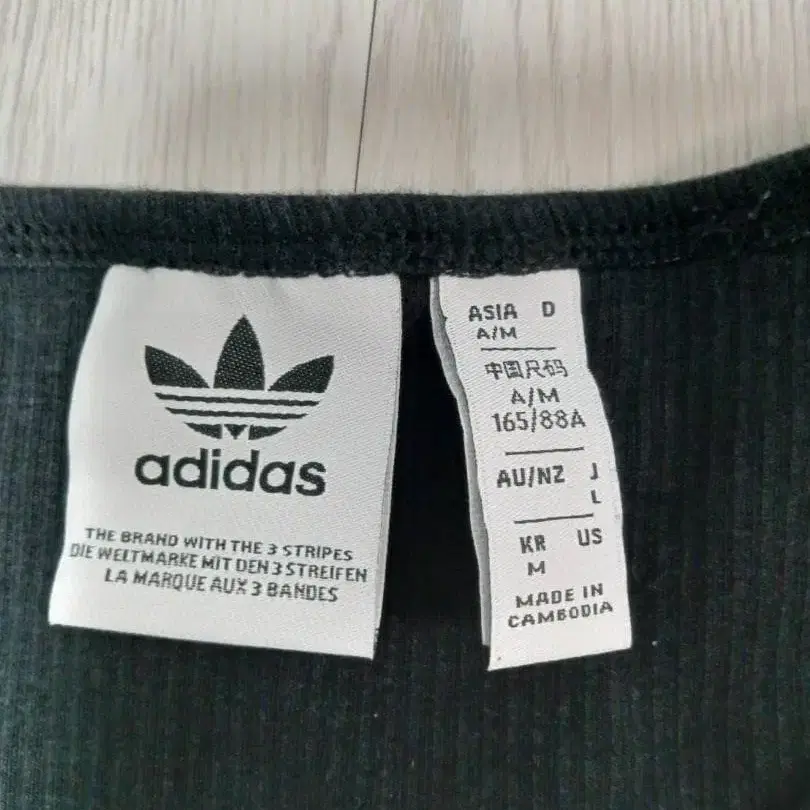 adidas
THE BRAND WITH THE 3 STRIPES
DIE WELTMARKE MIT DEN 3 STREIFEN
LA MARQUE AUX 3 BANDES
ASIA D
A/M
中国尺码
A/M
165/88A
AU/NZ J
L
KR US
M
MADE IN
CAMBODIA